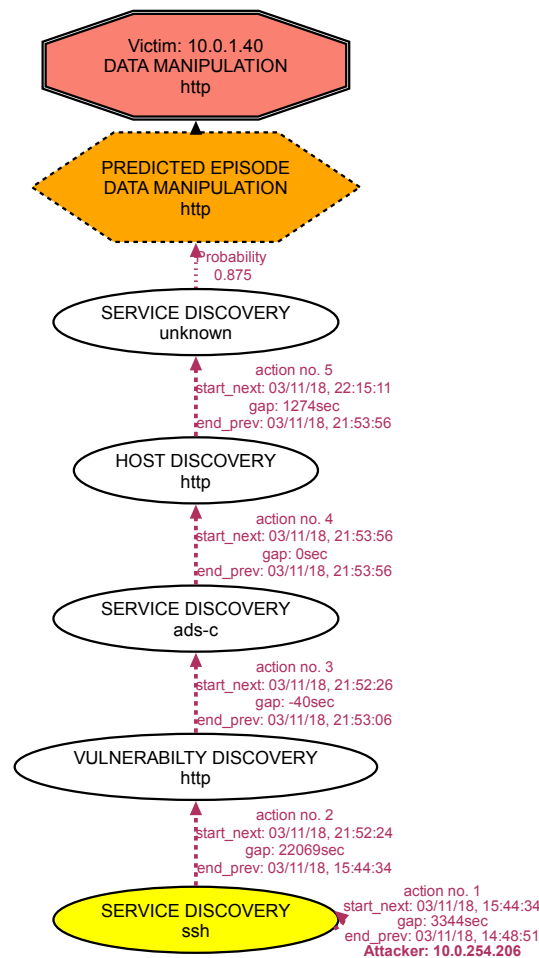 Victim: 10.0.1.40
DATA MANIPULATION
http
PREDICTED EPISODE
DATA MANIPULATION
http
Probability
0.875
SERVICE DISCOVERY
unknown
action no. 5
start_next: 03/11/18, 22:15:11
gap: 1274sec
end_prev: 03/11/18, 21:53:56
HOST DISCOVERY
http
action no. 4
start_next: 03/11/18, 21:53:56
gap: 0sec
end_prev: 03/11/18, 21:53:56
SERVICE DISCOVERY
ads-c
action no. 3
start_next: 03/11/18, 21:52:26
gap: -40sec
end_prev: 03/11/18, 21:53:06
VULNERABILTY DISCOVERY
http
action no. 2
start_next: 03/11/18, 21:52:24
gap: 22069sec
end_prev: 03/11/18, 15:44:34
SERVICE DISCOVERY
ssh
action no. 1
start_next: 03/11/18, 15:44:34
gap: 3344sec
end_prev: 03/11/18, 14:48:51
Attacker: 10.0.254.206